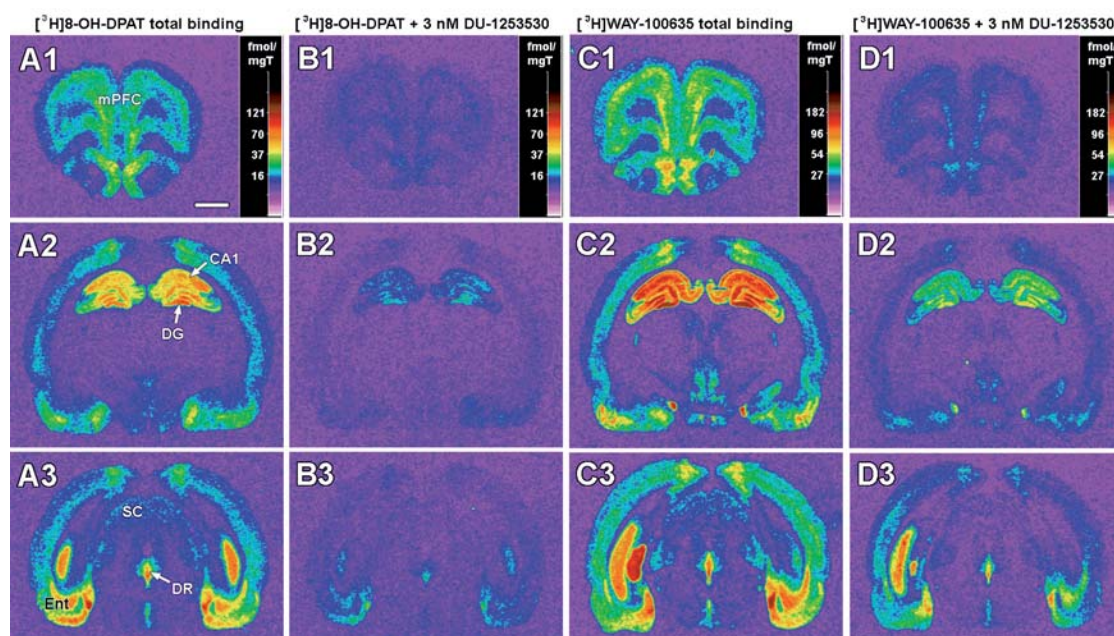 [³H]8-OH-DPAT total binding
[³H]8-OH-DPAT + 3 nM DU-1253530
[³H]WAY-100635 total binding
[³H]WAY-100635 + 3 nM DU-1253530
A1
mPFC
fmol/
mgT
121
70
37
16
B1
fmol/
mgT
121
70
37
16
C1
fmol/
mgT
182
96
54
27
D1
fmol/
mgT
182
96
54
27
A2
CA1
DG
B2
C2
D2
A3
SC
DR
Ent
B3
C3
D3